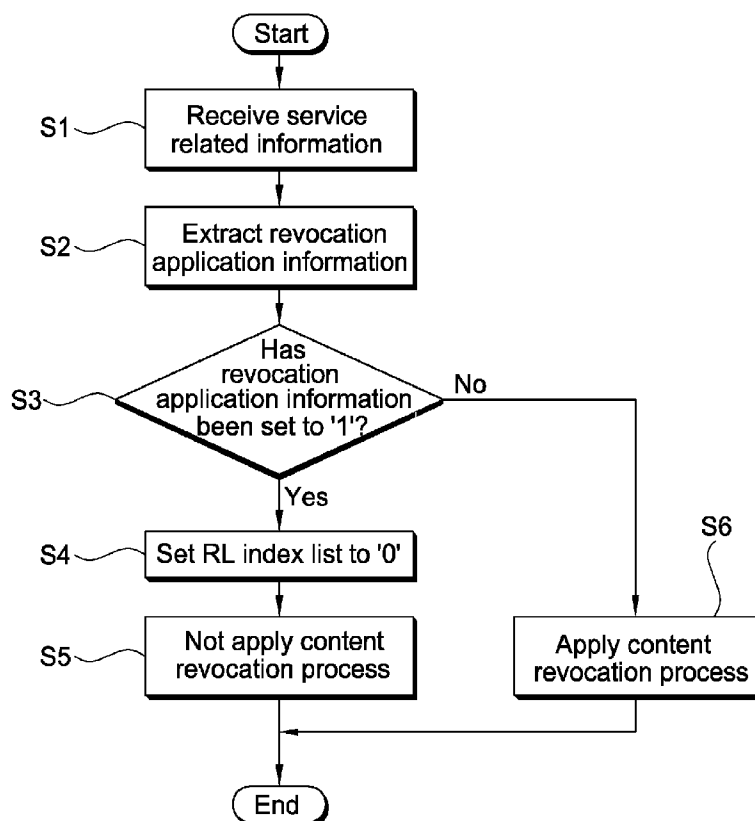 Start
S1
Receive service
related information
S2
Extract revocation
application information
S3
Has
revocation
application information
been set to '1'?
No
Yes
S4
Set RL index list to '0'
S5
Not apply content
revocation process
S6
Apply content
revocation process
End